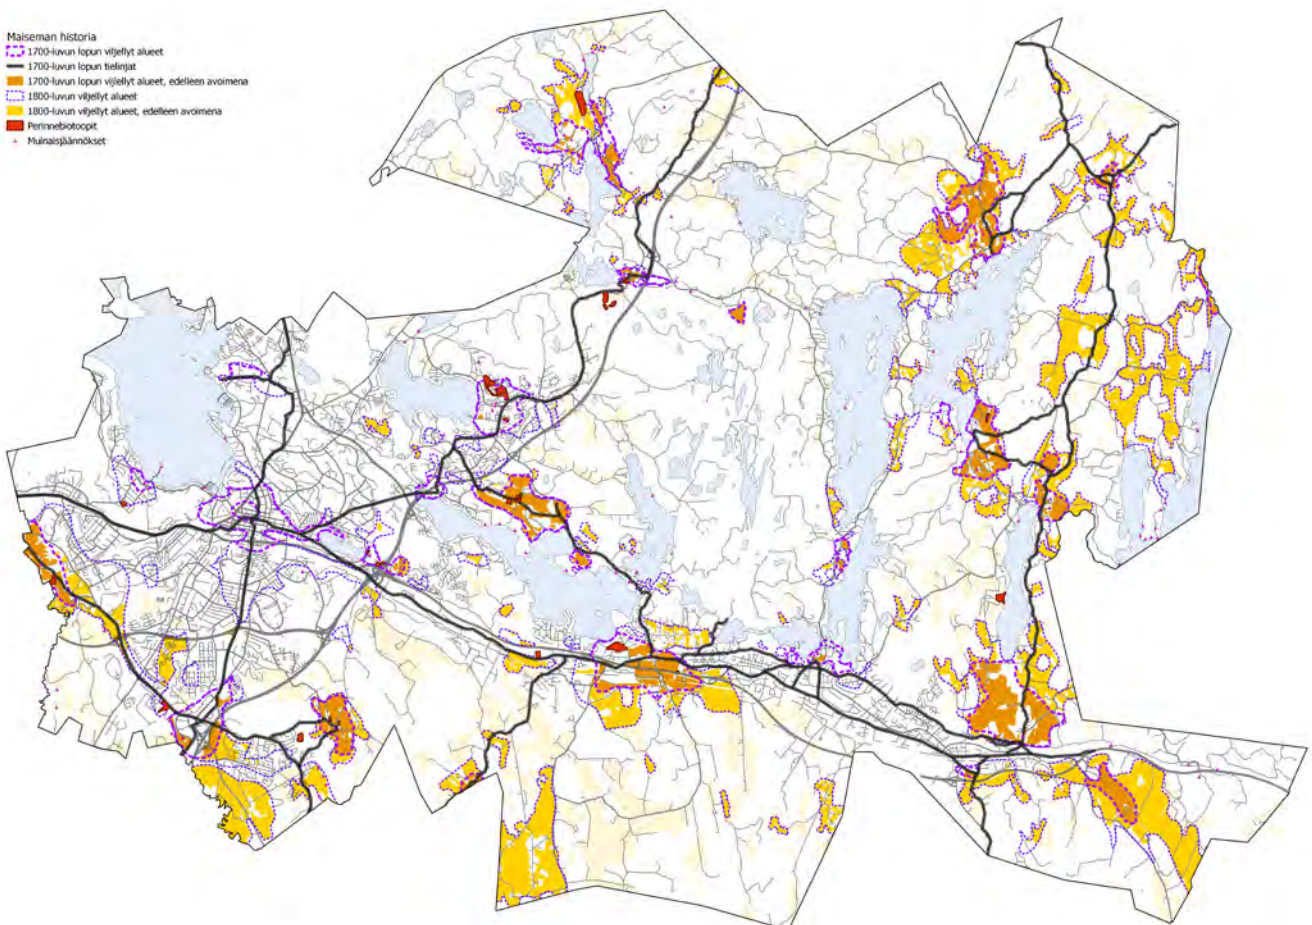 Maiseman historia
1700-luvun lopun viljellyt alueet
1700-luvun lopun tielinjat
1700-luvun lopun viljellyt alueet, edelleen avoimena
1800-luvun viljellyt alueet
1800-luvun viljellyt alueet, edelleen avoimena
Perinnebiotoopit
Muinaisjäännökset